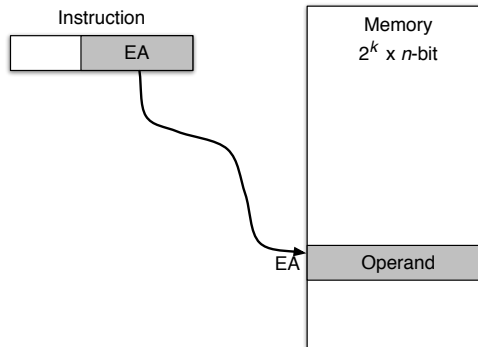 Instruction
EA
Memory
2^k x n-bit
EA
Operand